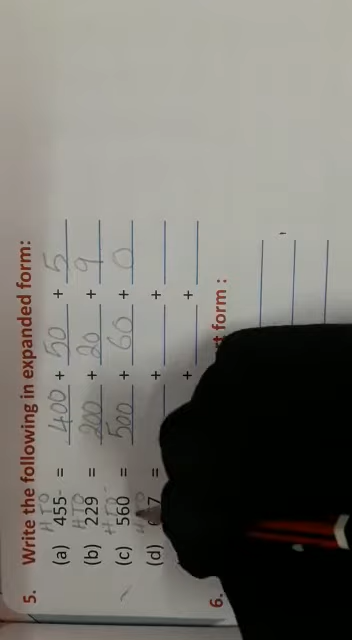 5. Write the following in expanded form:
H T O
(a) 455 = 400 + 50 + 5
H T O
(b) 229 = 200 + 20 + 9
H T O
(c) 560 = 500 + 60 + 0
(d) 7 = + +
+ +
6. form :